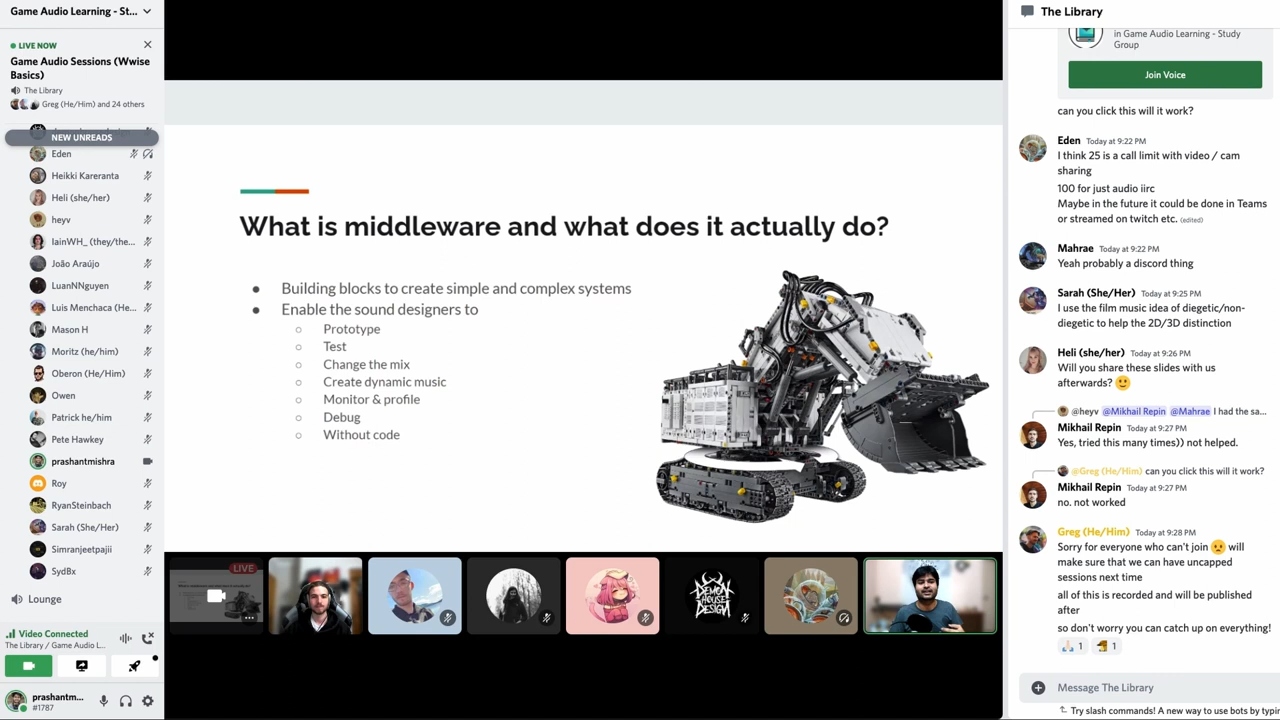 Game Audio Learning - St...
LIVE NOW
Game Audio Sessions (Wwise
Basics)
The Library
Greg (He/Him) and 24 others
NEW UNREADS
Eden
Heikki Kareranta
Heli (she/her)
heyv
IainWH_ (they/the...
João Araújo
LuanNNguyen
Luis Menchaca (He...
Mason H
Moritz (he/him)
Oberon (He/Him)
Owen
Patrick he/him
Pete Hawkey
prashantmishra
Roy
RyanSteinbach
Sarah (She/Her)
Simranjeetpajii
SydBx
Lounge
Video Connected
The Library / Game Audio L...
prashantm...
#1787
What is middleware and what does it actually do?
● Building blocks to create simple and complex systems
● Enable the sound designers to
○ Prototype
○ Test
○ Change the mix
○ Create dynamic music
○ Monitor & profile
○ Debug
○ Without code
LIVE
DEMON
HOUSE
DESIGN
The Library
in Game Audio Learning - Study
Group
Join Voice
can you click this will it work?
Eden Today at 9:22 PM
I think 25 is a call limit with video / cam
sharing
100 for just audio iirc
Maybe in the future it could be done in Teams
or streamed on twitch etc. (edited)
Mahrae Today at 9:22 PM
Yeah probably a discord thing
Sarah (She/Her) Today at 9:25 PM
I use the film music idea of diegetic/non-
diegetic to help the 2D/3D distinction
Heli (she/her) Today at 9:26 PM
Will you share these slides with us
afterwards? 🙂
@heyv @Mikhail Repin @Mahrae I had the sa...
Mikhail Repin Today at 9:27 PM
Yes, tried this many times)) not helped.
@Greg (He/Him) can you click this will it work?
Mikhail Repin Today at 9:27 PM
no. not worked
Greg (He/Him) Today at 9:28 PM
Sorry for everyone who can't join 😟 will
make sure that we can have uncapped
sessions next time
all of this is recorded and will be published
after
so don't worry you can catch up on everything!
🙏🏻 1 1
Message The Library
Try slash commands! A new way to use bots by typin